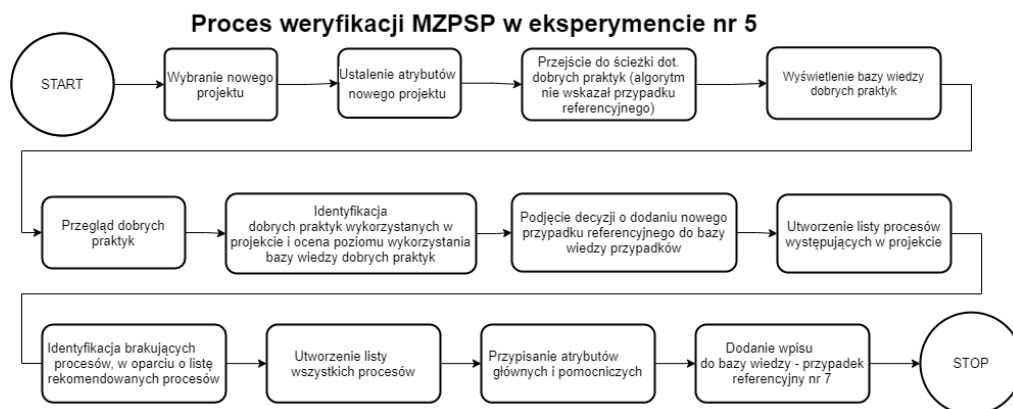 Proces weryfikacji MZPSP w eksperymencie nr 5
START
Wybranie nowego
projektu
Ustalenie atrybutów
nowego projektu
Przejście do ścieżki dot.
dobrych praktyk (algorytm
nie wskazał przypadku
referencyjnego)
Wyświetlenie bazy wiedzy
dobrych praktyk
Przegląd dobrych
praktyk
Identyfikacja
dobrych praktyk wykorzystanych w
projekcie i ocena poziomu wykorzystania
bazy wiedzy dobrych praktyk
Podjęcie decyzji o dodaniu nowego
przypadku referencyjnego do bazy
wiedzy przypadków
Utworzenie listy procesów
występujących w projekcie
Identyfikacja brakujących
procesów, w oparciu o listę
rekomendowanych procesów
Utworzenie listy
wszystkich procesów
Przypisanie atrybutów
głównych i pomocniczych
Dodanie wpisu
do bazy wiedzy - przypadek
referencyjny nr 7
STOP